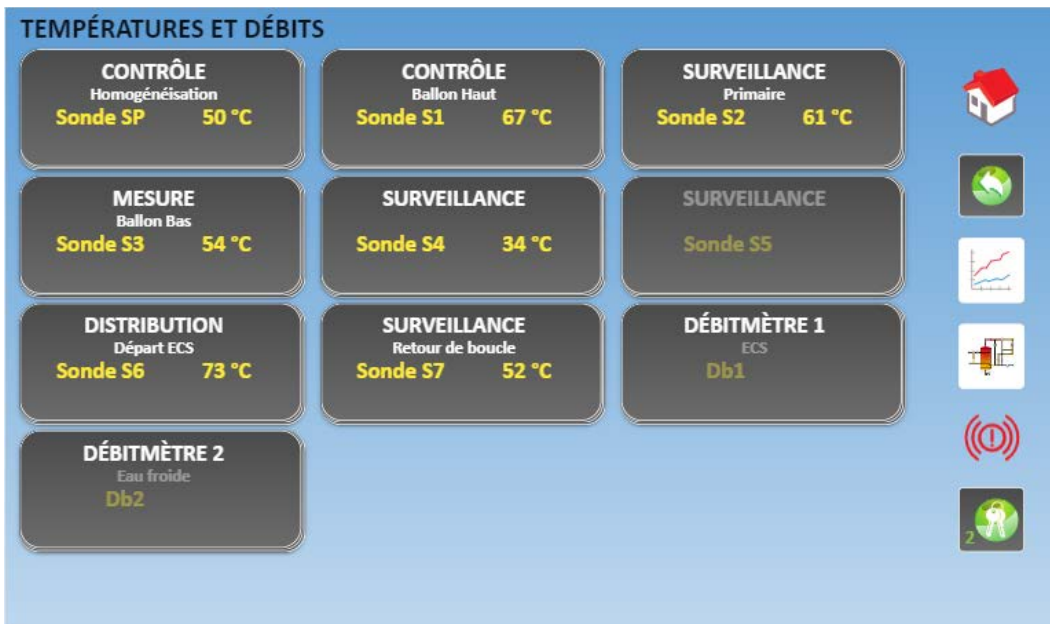 TEMPÉRATURES ET DÉBITS
CONTRÔLE
Homogénéisation
Sonde SP 50 °C
CONTRÔLE
Ballon Haut
Sonde S1 67 °C
SURVEILLANCE
Primaire
Sonde S2 61 °C
MESURE
Ballon Bas
Sonde S3 54 °C
SURVEILLANCE
Sonde S4 34 °C
SURVEILLANCE
Sonde S5
DISTRIBUTION
Départ ECS
Sonde S6 73 °C
SURVEILLANCE
Retour de boucle
Sonde S7 52 °C
DÉBITMÈTRE 1
ECS
Db1
DÉBITMÈTRE 2
Eau froide
Db2
2